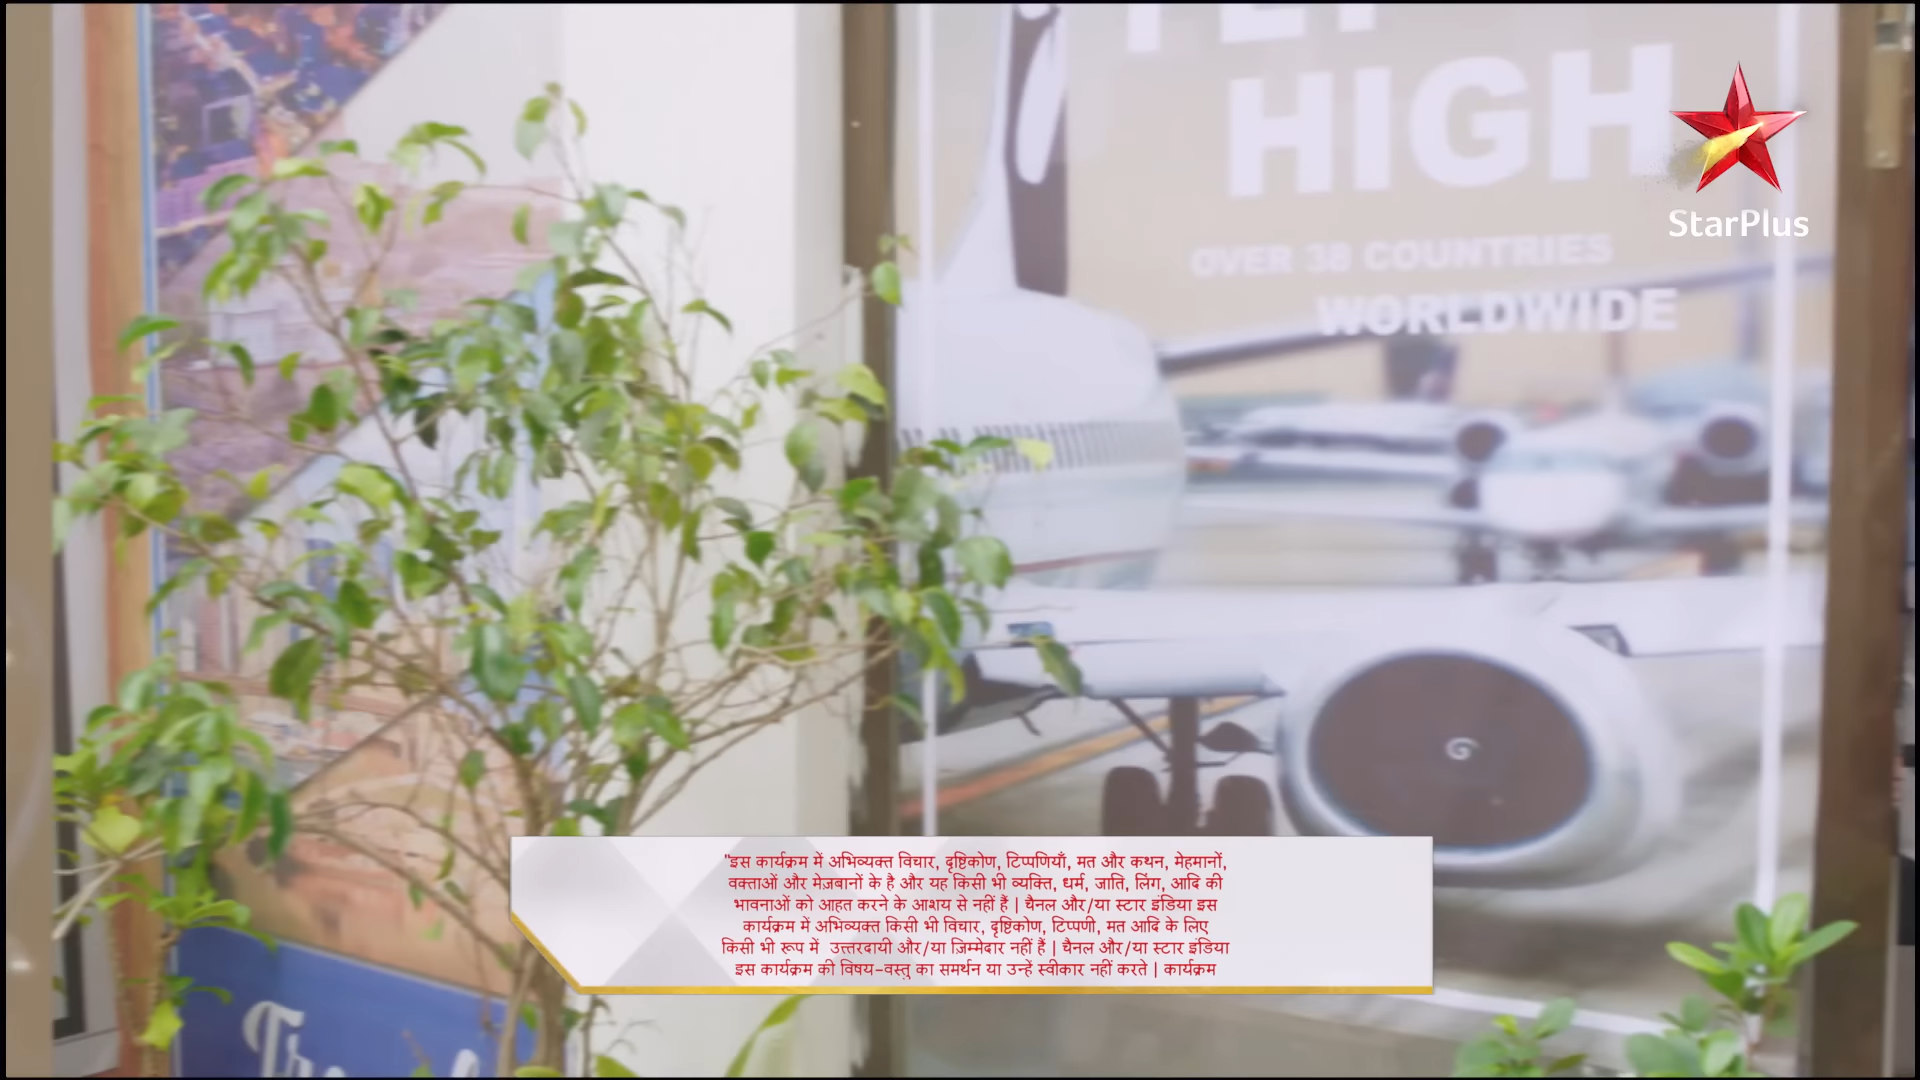 HIGH
OVER 38 COUNTRIES
WORLDWIDE
StarPlus
"इस कार्यक्रम में अभिव्यक्त विचार, दृष्टिकोण, टिप्पणियाँ, मत और कथन, मेहमानों,
वक्ताओं और मेज़बानों के है और यह किसी भी व्यक्ति, धर्म, जाति, लिंग, आदि की
भावनाओं को आहत करने के आशय से नहीं हैं | चैनल और/या स्टार इंडिया इस
कार्यक्रम में अभिव्यक्त किसी भी विचार, दृष्टिकोण, टिप्पणी, मत आदि के लिए
किसी भी रूप में उत्तरदायी और/या ज़िम्मेदार नहीं हैं | चैनल और/या स्टार इंडिया
इस कार्यक्रम की विषय-वस्तु का समर्थन या उन्हें स्वीकार नहीं करते | कार्यक्रम